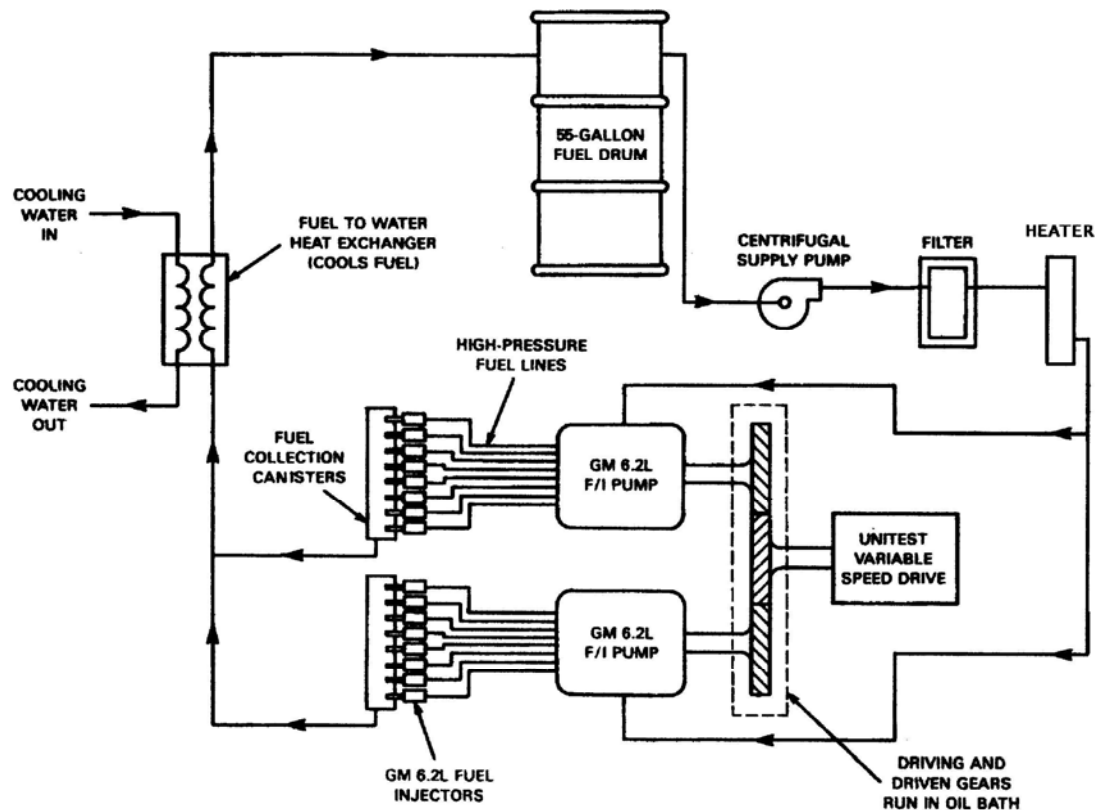 55-GALLON
FUEL DRUM
COOLING
WATER
IN
FUEL TO WATER
HEAT EXCHANGER
(COOLS FUEL)
CENTRIFUGAL
SUPPLY PUMP
FILTER
HEATER
COOLING
WATER
OUT
HIGH-PRESSURE
FUEL LINES
FUEL
COLLECTION
CANISTERS
GM 6.2L
F/I PUMP
UNITEST
VARIABLE
SPEED DRIVE
GM 6.2L
F/I PUMP
GM 6.2L FUEL
INJECTORS
DRIVING AND
DRIVEN GEARS
RUN IN OIL BATH